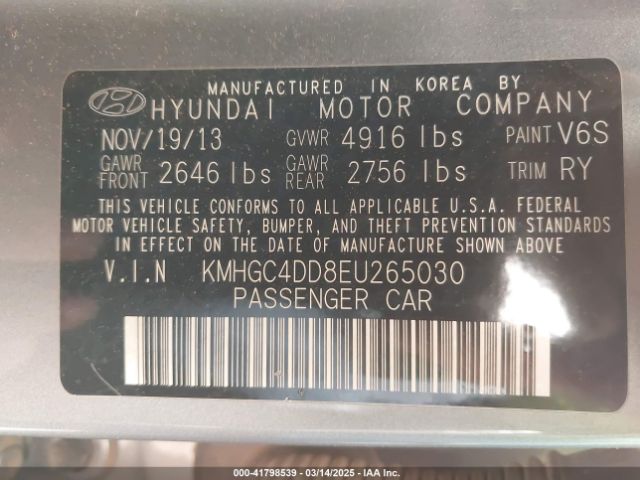 MANUFACTURED IN KOREA BY
HYUNDAI MOTOR COMPANY
NOV/19/13 GVWR 4916 lbs PAINT V6S
GAWR FRONT 2646 lbs GAWR REAR 2756 lbs TRIM RY
THIS VEHICLE CONFORMS TO ALL APPLICABLE U.S.A. FEDERAL
MOTOR VEHICLE SAFETY, BUMPER, AND THEFT PREVENTION STANDARDS
IN EFFECT ON THE DATE OF MANUFACTURE SHOWN ABOVE
V.I.N KMHGC4DD8EU265030
PASSENGER CAR
000-41798539 | 03/14/2025 | IAA Inc.